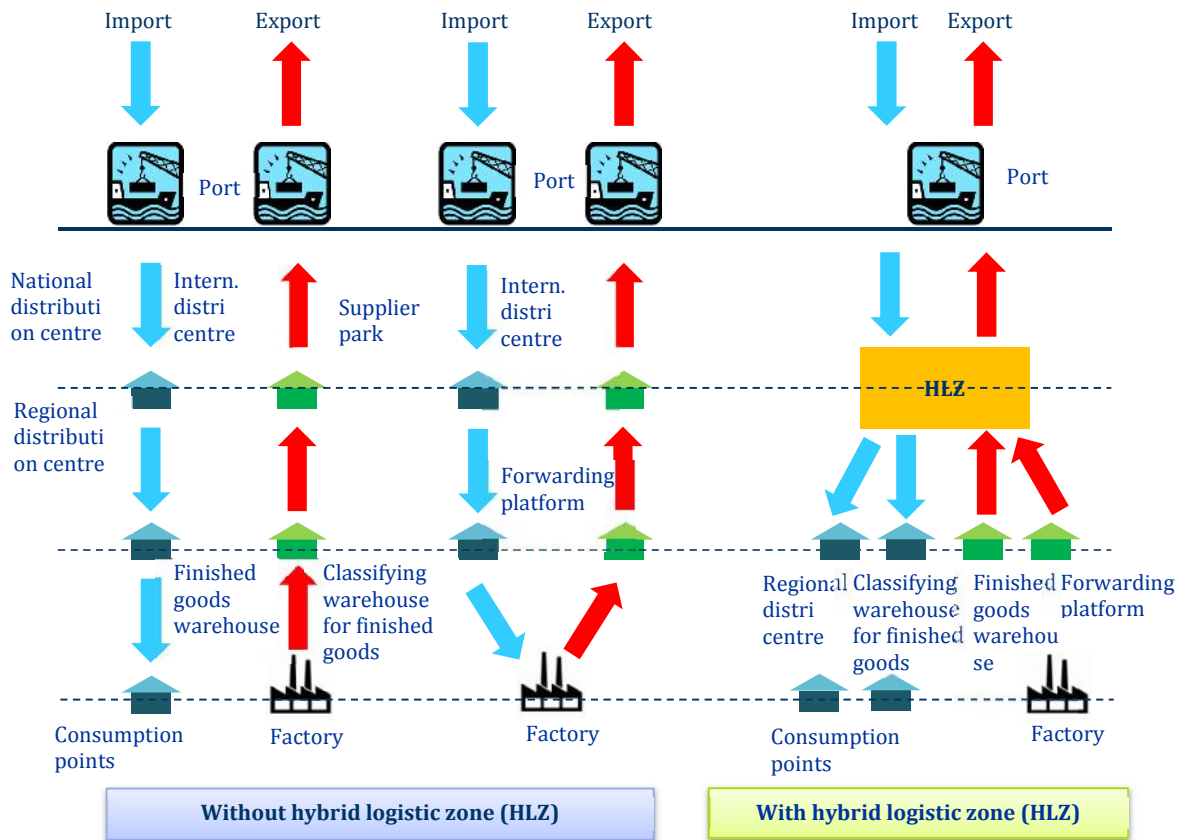 Import
Export
Import
Export
Import
Export
Port
Port
Port
National
distributi
on centre
Intern.
distri
centre
Supplier
park
Intern.
distri
centre
HLZ
Regional
distributi
on centre
Forwarding
platform
Finished
goods
warehouse
Classifying
warehouse
for finished
goods
Regional
distri
centre
Classifying
warehouse
for finished
goods
Finished
goods
warehou
se
Forwarding
platform
Consumption
points
Factory
Factory
Consumption
points
Factory
Without hybrid logistic zone (HLZ)
With hybrid logistic zone (HLZ)